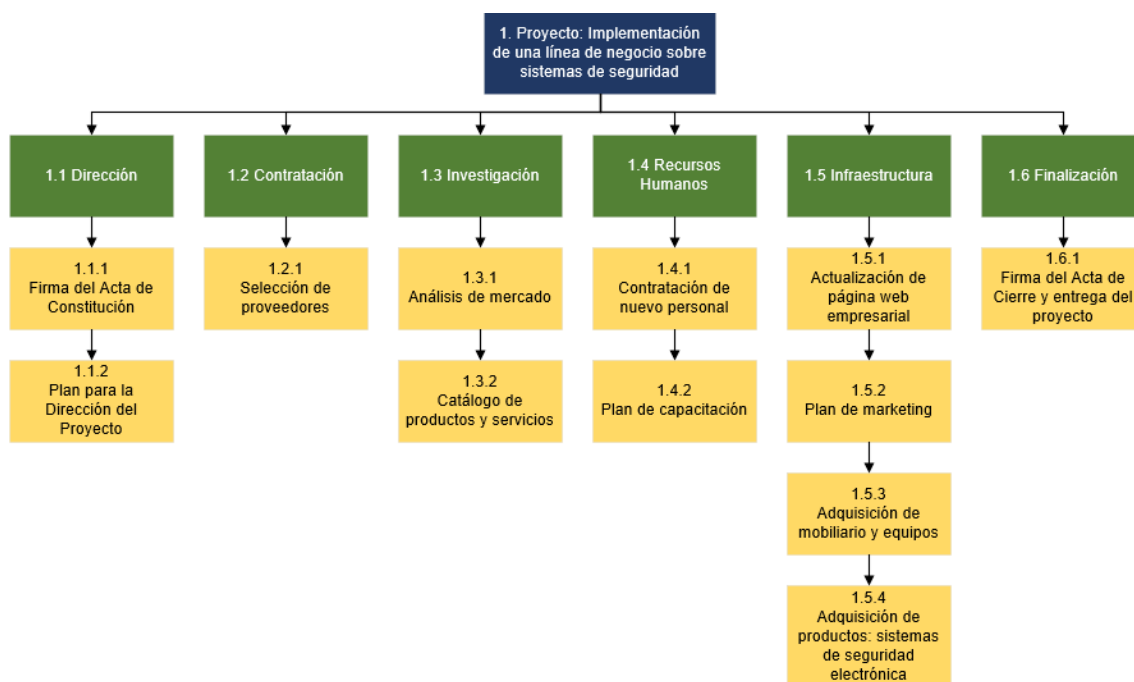 1. Proyecto: Implementación
de una línea de negocio sobre
sistemas de seguridad
1.1 Dirección
1.2 Contratación
1.3 Investigación
1.4 Recursos
Humanos
1.5 Infraestructura
1.6 Finalización
1.1.1
Firma del Acta de
Constitución
1.2.1
Selección de
proveedores
1.3.1
Análisis de mercado
1.4.1
Contratación de
nuevo personal
1.5.1
Actualización de
página web
empresarial
1.6.1
Firma del Acta de
Cierre y entrega del
proyecto
1.1.2
Plan para la
Dirección del
Proyecto
1.3.2
Catálogo de
productos y servicios
1.4.2
Plan de capacitación
1.5.2
Plan de marketing
1.5.3
Adquisición de
mobiliario y equipos
1.5.4
Adquisición de
productos: sistemas
de seguridad
electrónica